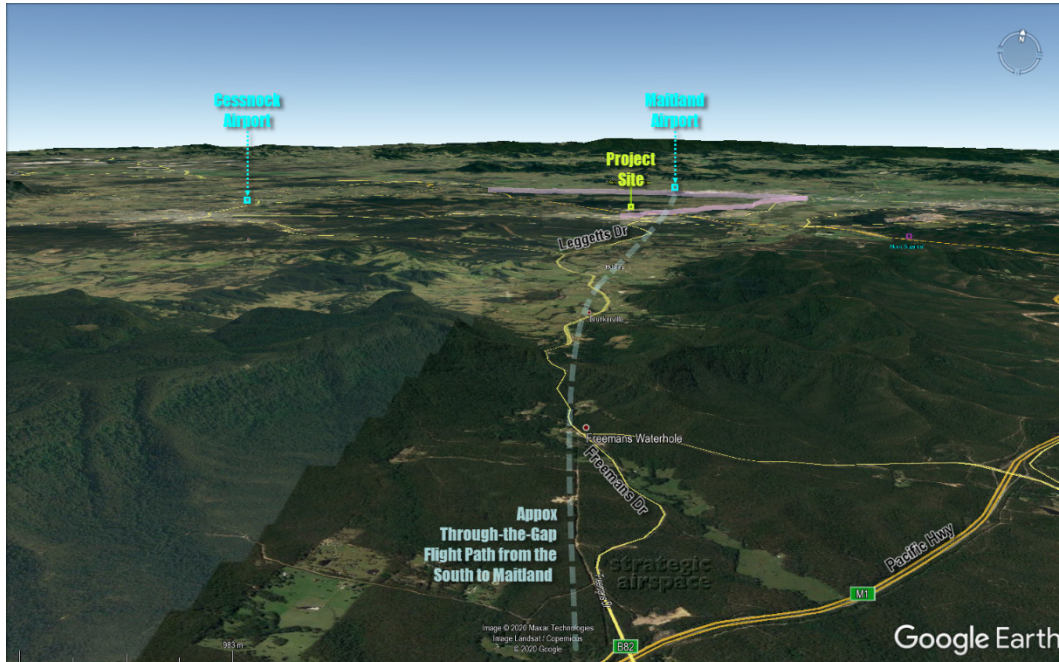 N
Cessnock
Airport
Maitland
Airport
Project
Site
Leggetts Dr
Brunkerville
Freemans Waterhole
Freemans Dr
Appox
Through-the-Gap
Flight Path from the
South to Maitland
strategic
airspace
Pacific Hwy
M1
B82
983 m
Image © 2020 Maxar Technologies
Image Landsat / Copernicus
© 2020 Google
Google Earth